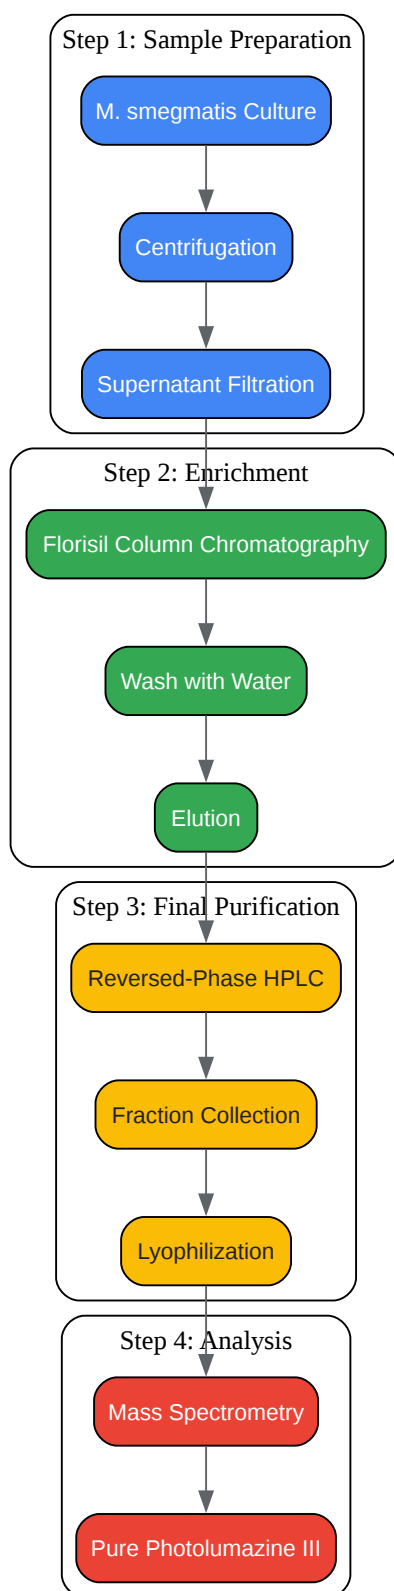 Step 1: Sample Preparation
M. smegmatis Culture
Centrifugation
Supernatant Filtration
Step 2: Enrichment
Florisil Column Chromatography
Wash with Water
Elution
Step 3: Final Purification
Reversed-Phase HPLC
Fraction Collection
Lyophilization
Step 4: Analysis
Mass Spectrometry
Pure Photolumazine III